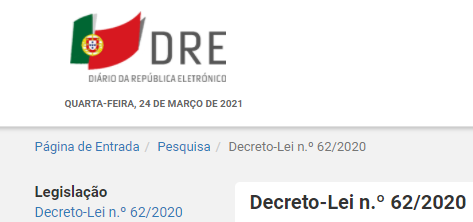 DRE
DIÁRIO DA REPÚBLICA ELETRÓNICO
QUARTA-FEIRA, 24 DE MARÇO DE 2021
Página de Entrada / Pesquisa / Decreto-Lei n.º 62/2020
Legislação
Decreto-Lei n.º 62/2020
Decreto-Lei n.º 62/2020